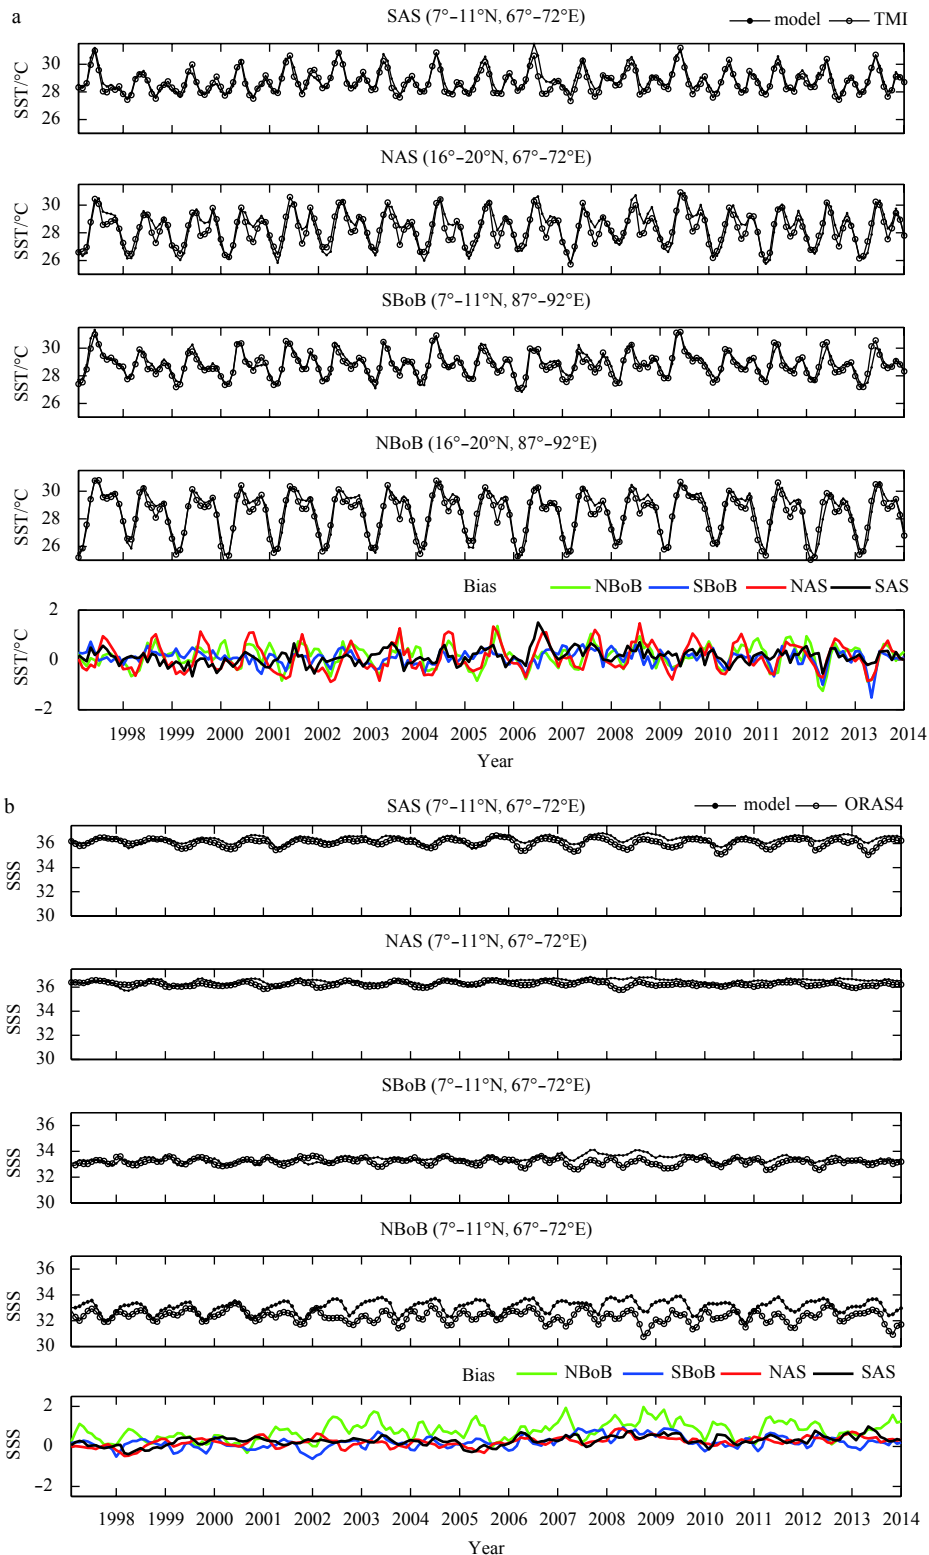 a
SAS (7°–11°N, 67°–72°E)
model TMI
SST/°C
30
28
26
NAS (16°–20°N, 67°–72°E)
SST/°C
30
28
26
SBoB (7°–11°N, 87°–92°E)
SST/°C
30
28
26
NBoB (16°–20°N, 87°–92°E)
SST/°C
30
28
26
Bias NBoB SBoB NAS SAS
SST/°C
2
0
–2
1998 1999 2000 2001 2002 2003 2004 2005 2006 2007 2008 2009 2010 2011 2012 2013 2014
Year
b
SAS (7°–11°N, 67°–72°E)
model ORAS4
SSS
36
34
32
30
NAS (7°–11°N, 67°–72°E)
SSS
36
34
32
30
SBoB (7°–11°N, 67°–72°E)
SSS
36
34
32
30
NBoB (7°–11°N, 67°–72°E)
SSS
36
34
32
30
Bias NBoB SBoB NAS SAS
SSS
2
0
–2
1998 1999 2000 2001 2002 2003 2004 2005 2006 2007 2008 2009 2010 2011 2012 2013 2014
Year